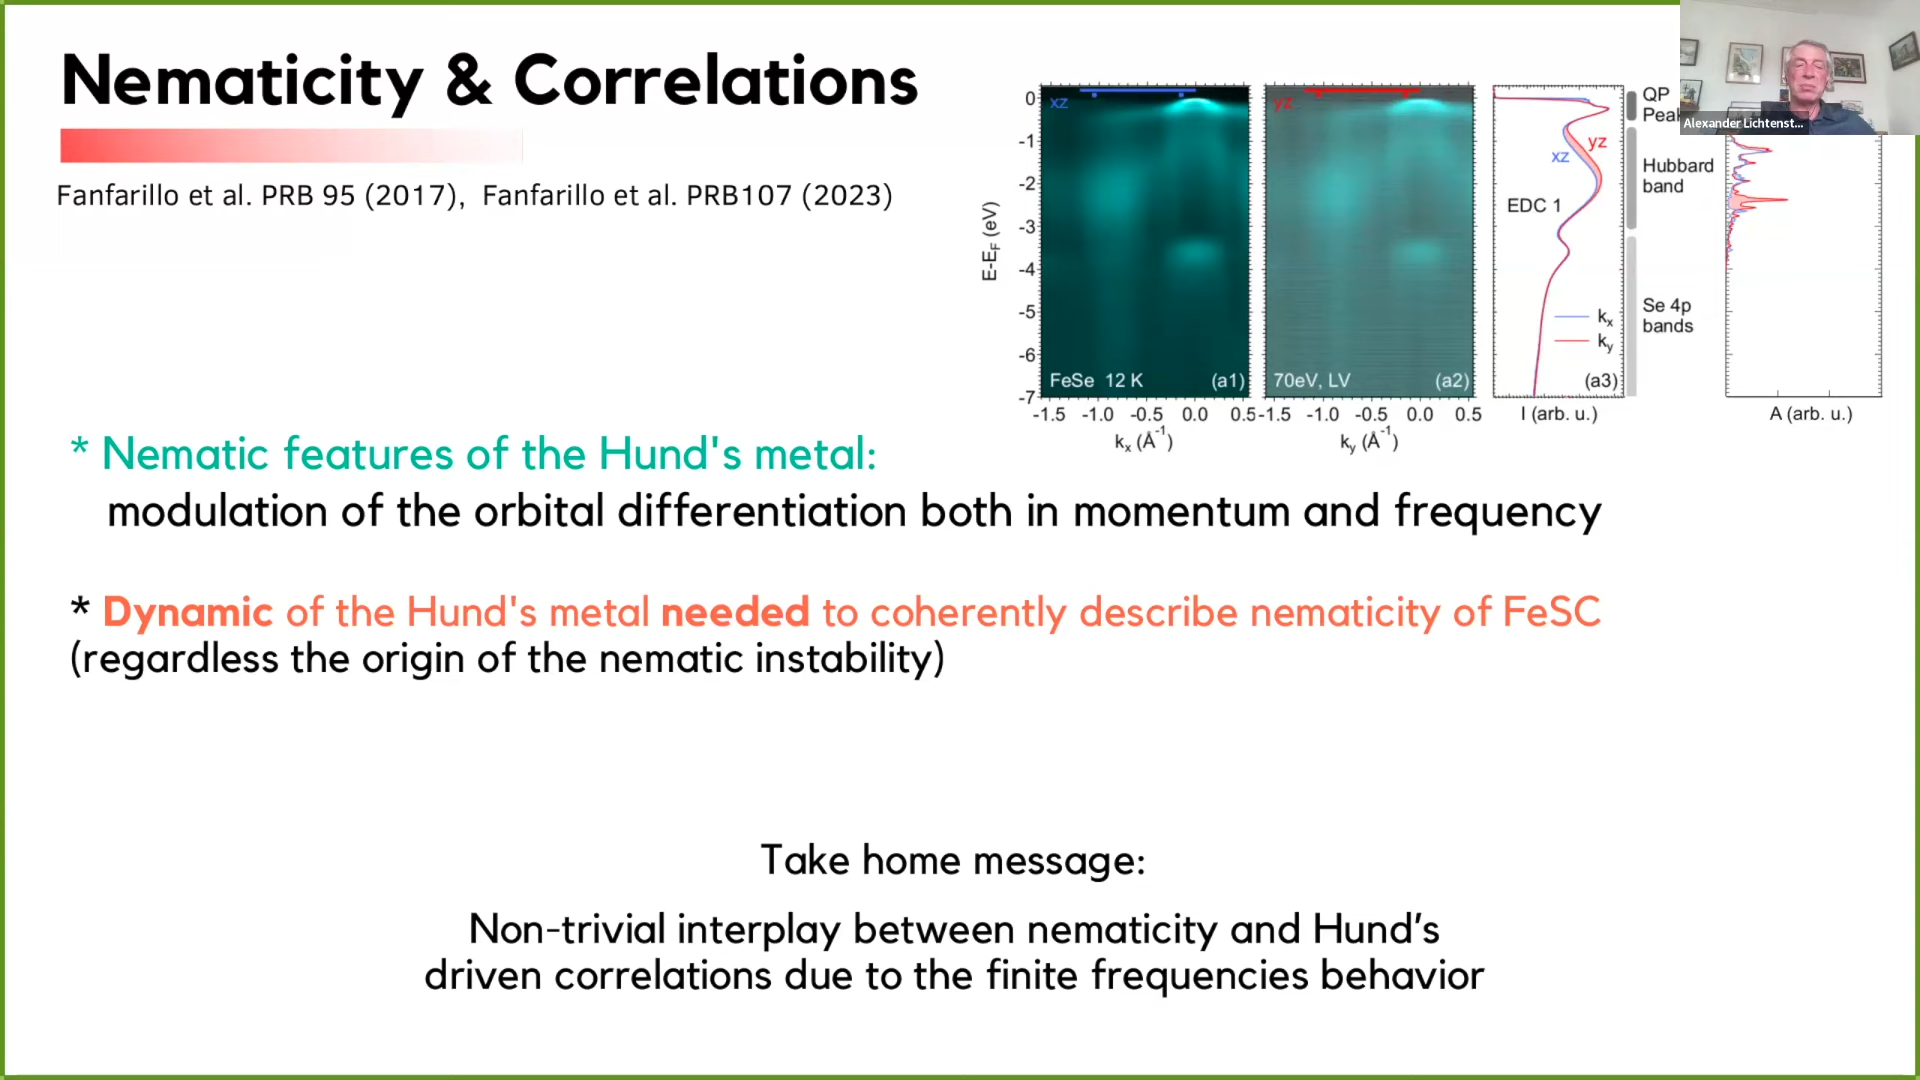 Nematicity & Correlations
Fanfarillo et al. PRB 95 (2017), Fanfarillo et al. PRB107 (2023)
Alexander Lichtenst...
xz
yz
QP
Peak
xz
yz
EDC 1
Hubbard
band
Se 4p
bands
kx
ky
E-EF (eV)
0
-1
-2
-3
-4
-5
-6
-7
FeSe 12 K (a1)
70eV, LV (a2)
(a3)
-1.5 -1.0 -0.5 0.0 0.5
-1.5 -1.0 -0.5 0.0 0.5
I (arb. u.)
A (arb. u.)
kx (Å-1)
ky (Å-1)
* Nematic features of the Hund's metal:
modulation of the orbital differentiation both in momentum and frequency
* Dynamic of the Hund's metal needed to coherently describe nematicity of FeSC
(regardless the origin of the nematic instability)
Take home message:
Non-trivial interplay between nematicity and Hund’s
driven correlations due to the finite frequencies behavior